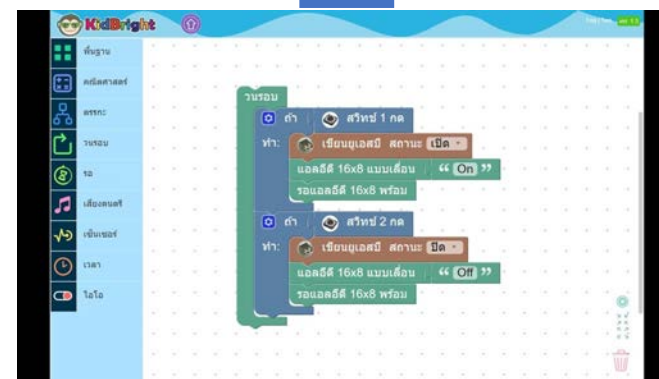 KidBright
พื้นฐาน
คณิตศาสตร์
ตรรกะ
วนรอบ
รอ
เสียงดนตรี
เซ็นเซอร์
เวลา
ไอโอ
วนรอบ
ถ้า สวิทช์ 1 กด
ทำ: เขียนยูเอสบี สถานะ เปิด
แอลอีดี 16x8 แบบเลื่อน “ On ”
รอแอลอีดี 16x8 พร้อม
ถ้า สวิทช์ 2 กด
ทำ: เขียนยูเอสบี สถานะ ปิด
แอลอีดี 16x8 แบบเลื่อน “ Off ”
รอแอลอีดี 16x8 พร้อม